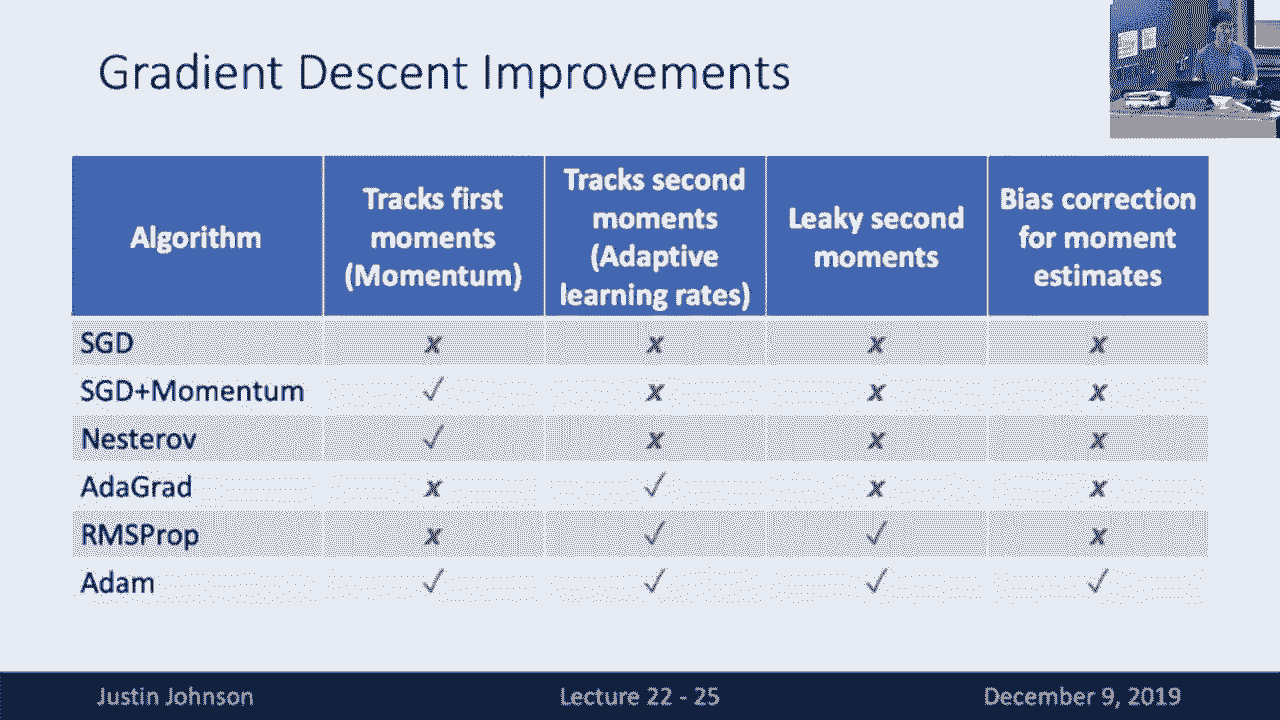 Gradient Descent Improvements
Algorithm
Tracks first
moments
(Momentum)
Tracks second
moments
(Adaptive
learning rates)
Leaky second
moments
Bias correction
for moment
estimates
SGD x x x x
SGD+Momentum ✓ x x x
Nesterov ✓ x x x
AdaGrad x ✓ x x
RMSProp x ✓ ✓ x
Adam ✓ ✓ ✓ ✓
Justin Johnson
Lecture 22 - 25
December 9, 2019